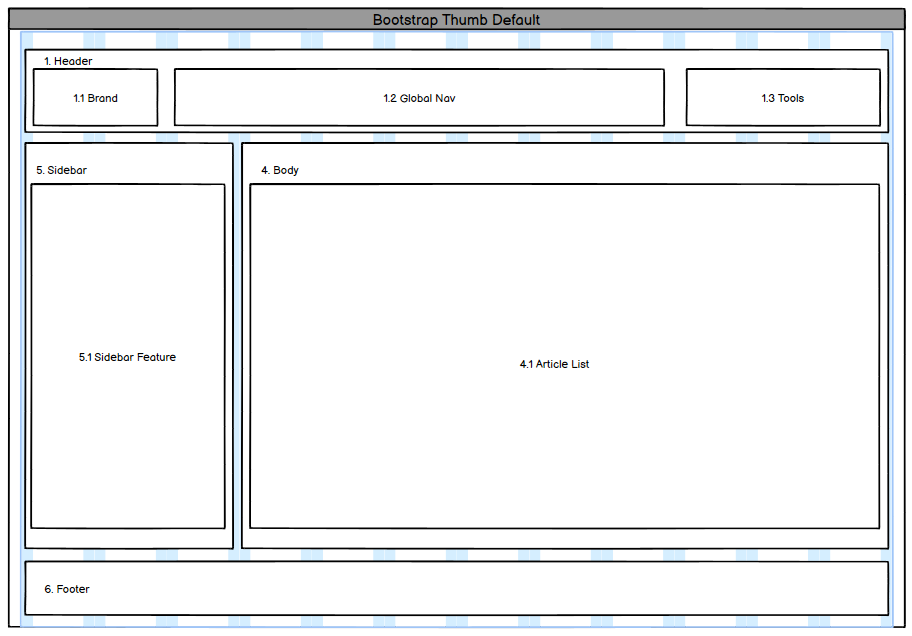 Bootstrap Thumb Default
1. Header
1.1 Brand
1.2 Global Nav
1.3 Tools
5. Sidebar
4. Body
5.1 Sidebar Feature
4.1 Article List
6. Footer